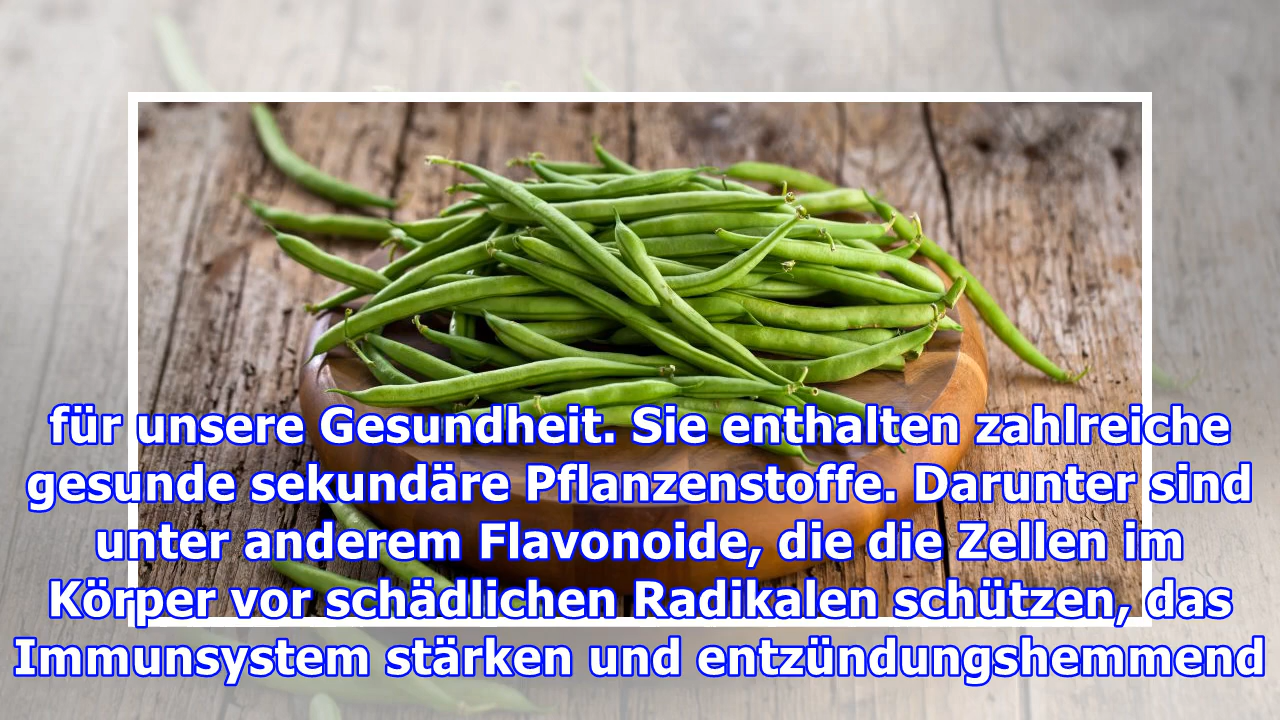 für unsere Gesundheit. Sie enthalten zahlreiche
gesunde sekundäre Pflanzenstoffe. Darunter sind
unter anderem Flavonoide, die die Zellen im
Körper vor schädlichen Radikalen schützen, das
Immunsystem stärken und entzündungshemmend